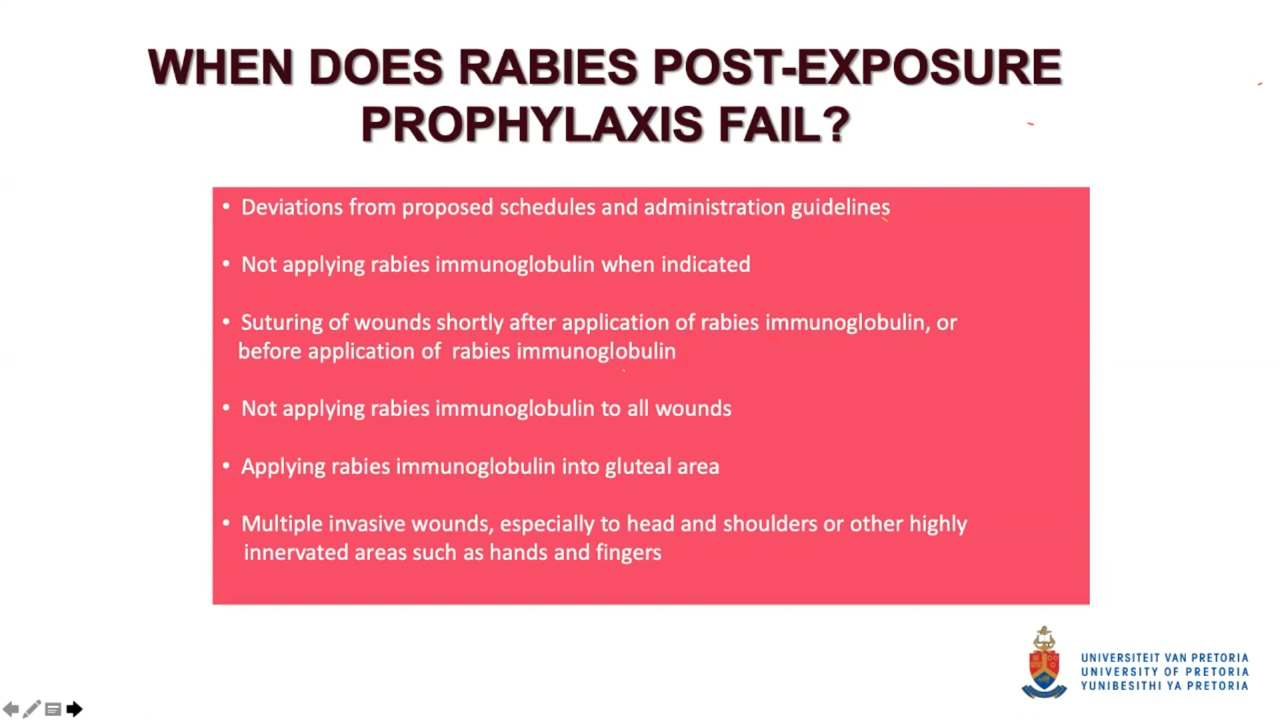 WHEN DOES RABIES POST-EXPOSURE
PROPHYLAXIS FAIL?
• Deviations from proposed schedules and administration guidelines
• Not applying rabies immunoglobulin when indicated
• Suturing of wounds shortly after application of rabies immunoglobulin, or
before application of rabies immunoglobulin
• Not applying rabies immunoglobulin to all wounds
• Applying rabies immunoglobulin into gluteal area
• Multiple invasive wounds, especially to head and shoulders or other highly
innervated areas such as hands and fingers
UNIVERSITEIT VAN PRETORIA
UNIVERSITY OF PRETORIA
YUNIBESITHI YA PRETORIA